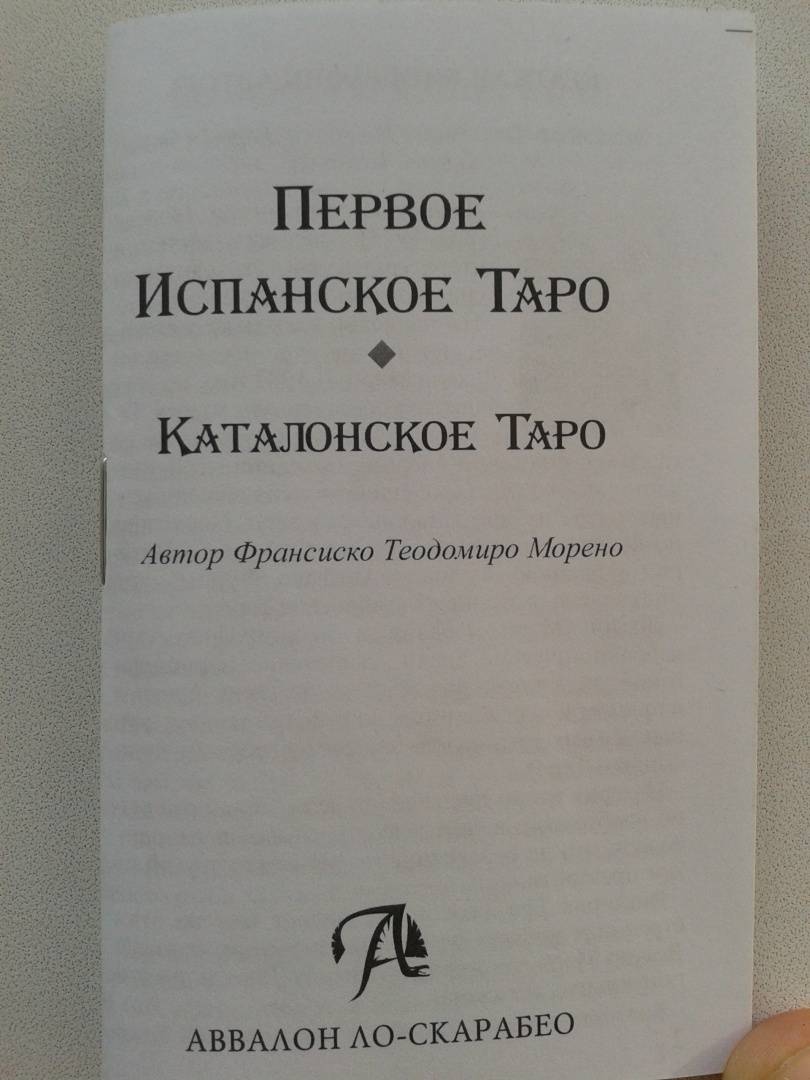 Первое
Испанское Таро
Каталонское Таро
Автор Франсиско Теодомиро Морено
АВВАЛОН ЛО-СКАРАБЕО